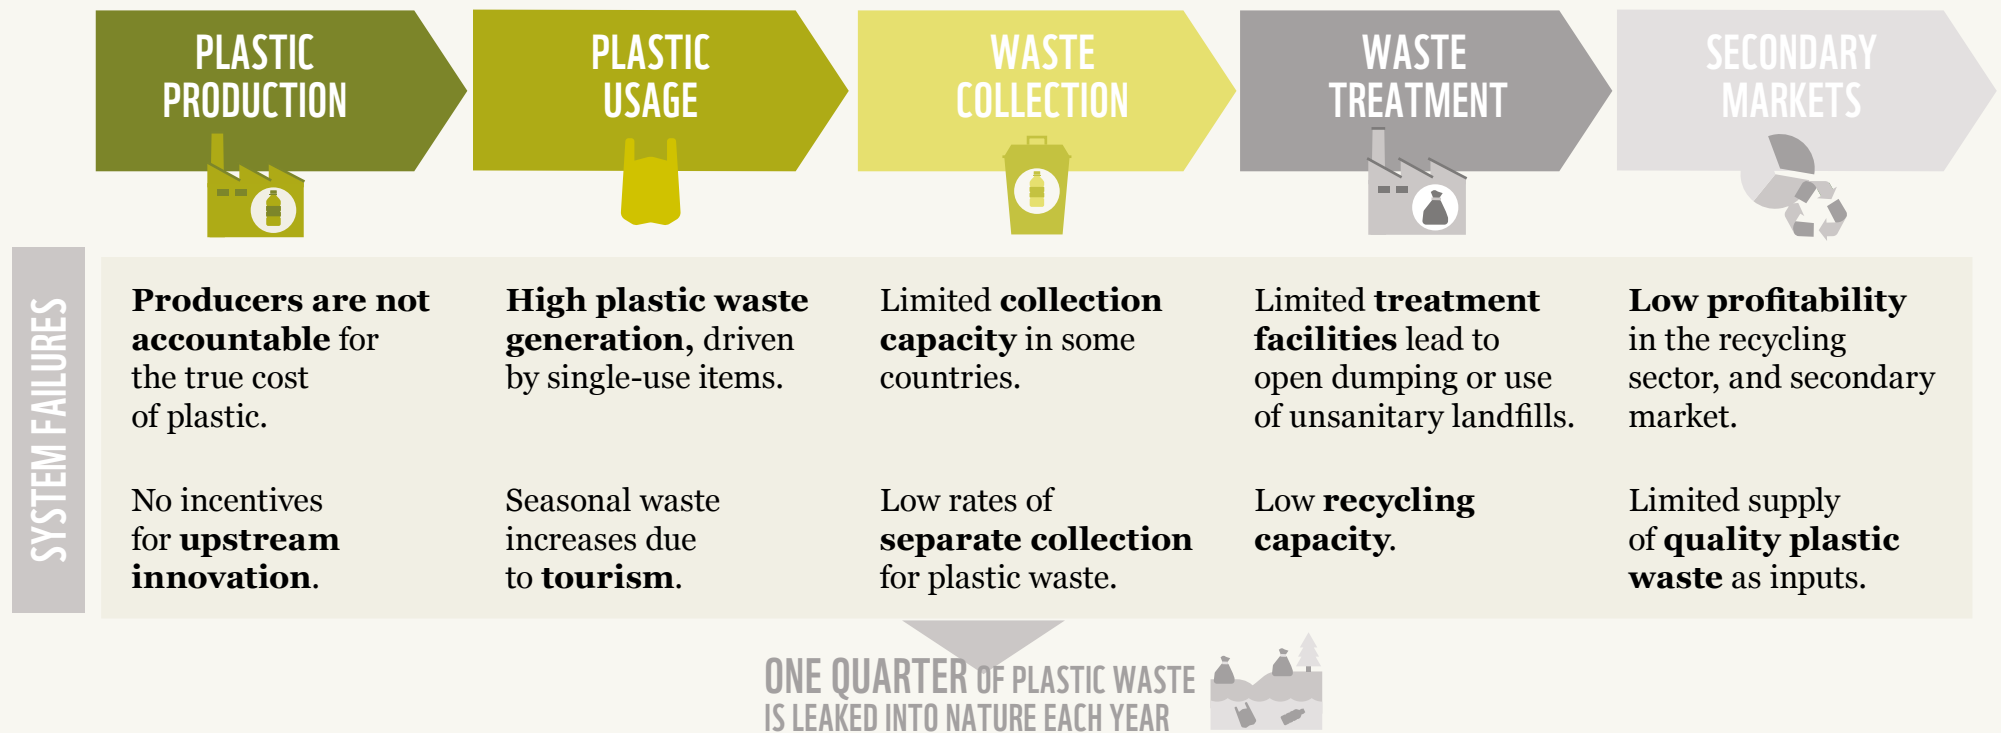 PLASTIC
PRODUCTION
PLASTIC
USAGE
WASTE
COLLECTION
WASTE
TREATMENT
SECONDARY
MARKETS
SYSTEM FAILURES
Producers are not
accountable for
the true cost
of plastic.
No incentives
for upstream
innovation.
High plastic waste
generation, driven
by single-use items.
Seasonal waste
increases due
to tourism.
Limited collection
capacity in some
countries.
Low rates of
separate collection
for plastic waste.
Limited treatment
facilities lead to
open dumping or use
of unsanitary landfills.
Low recycling
capacity.
Low profitability
in the recycling
sector, and secondary
market.
Limited supply
of quality plastic
waste as inputs.
ONE QUARTER OF PLASTIC WASTE
IS LEAKED INTO NATURE EACH YEAR